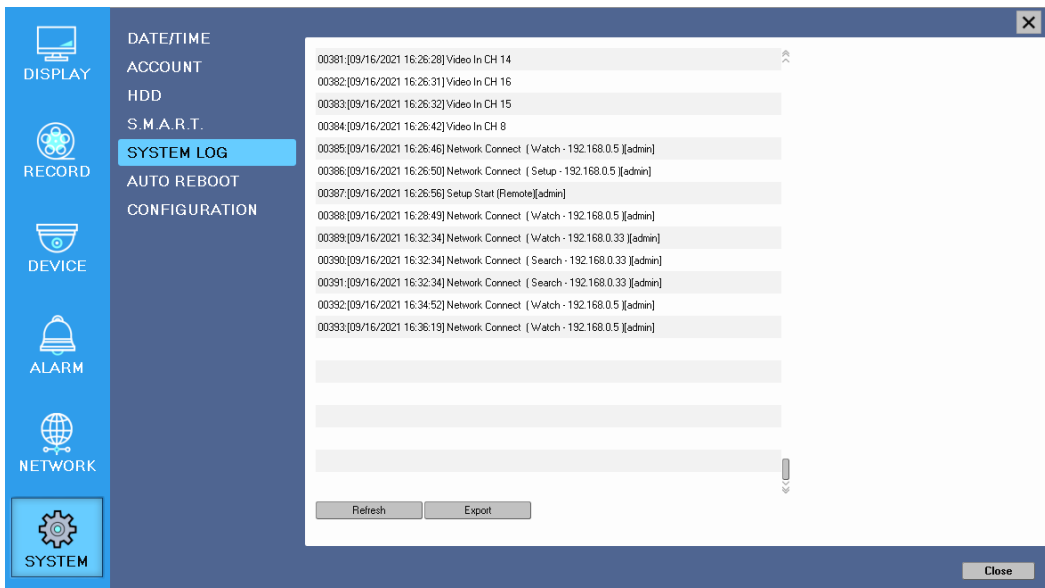 DISPLAY
RECORD
DEVICE
ALARM
NETWORK
SYSTEM
DATE/TIME
ACCOUNT
HDD
S.M.A.R.T.
SYSTEM LOG
AUTO REBOOT
CONFIGURATION
00381:[09/16/2021 16:26:28] Video In CH 14
00382:[09/16/2021 16:26:31] Video In CH 16
00383:[09/16/2021 16:26:32] Video In CH 15
00384:[09/16/2021 16:26:42] Video In CH 8
00385:[09/16/2021 16:26:46] Network Connect ( Watch - 192.168.0.5 )[admin]
00386:[09/16/2021 16:26:50] Network Connect ( Setup - 192.168.0.5 )[admin]
00387:[09/16/2021 16:26:56] Setup Start (Remote)[admin]
00388:[09/16/2021 16:28:49] Network Connect ( Watch - 192.168.0.5 )[admin]
00389:[09/16/2021 16:32:34] Network Connect ( Watch - 192.168.0.33 )[admin]
00390:[09/16/2021 16:32:34] Network Connect ( Search - 192.168.0.33 )[admin]
00391:[09/16/2021 16:32:34] Network Connect ( Search - 192.168.0.33 )[admin]
00392:[09/16/2021 16:34:52] Network Connect ( Watch - 192.168.0.5 )[admin]
00393:[09/16/2021 16:36:19] Network Connect ( Watch - 192.168.0.5 )[admin]
Refresh
Export
Close